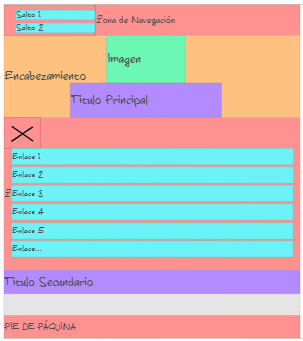 Salto 1
Salto 2
Zona de Navegación
Imagen
Encabezamiento
Titulo Principal
Enlace 1
Enlace 2
Enlace 3
Enlace 4
Enlace 5
Enlace...
Titulo Secundario
PIE DE PÁQUINA